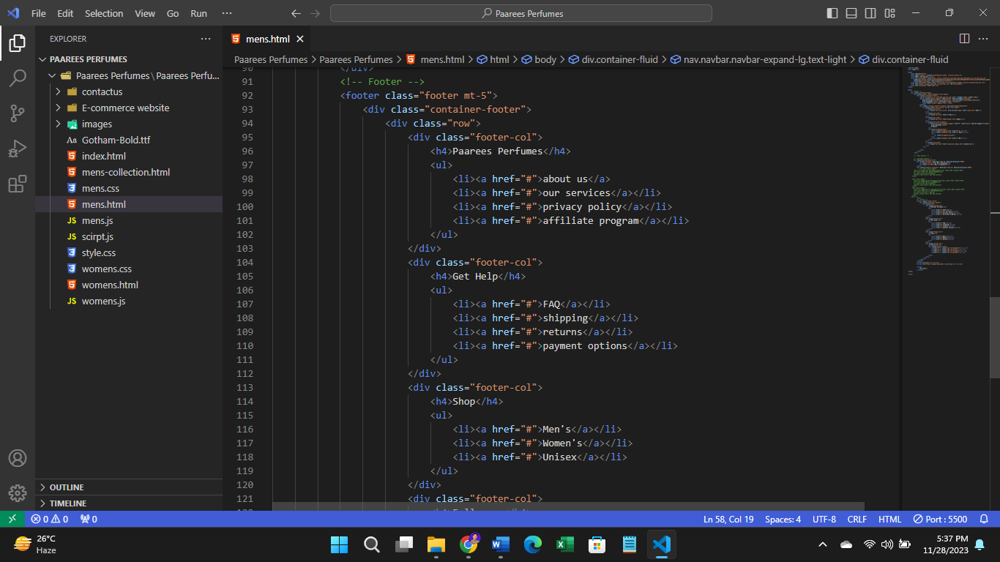 File Edit Selection View Go Run ···
Paarees Perfumes
EXPLORER
mens.html
PAAREES PERFUMES
Paarees Perfumes > Paarees Perfumes > mens.html > html > body > div.container-fluid > nav.navbar.navbar-expand-lg.text-light > div.container-fluid
Paarees Perfumes\Paarees Perfu...
contactus
E-commerce website
images
Aa Gotham-Bold.ttf
index.html
mens-collection.html
mens.css
mens.html
JS mens.js
JS scirpt.js
style.css
womens.css
womens.html
JS womens.js
OUTLINE
TIMELINE
90 </div>
91 <!-- Footer -->
92 <footer class="footer mt-5">
93 <div class="container-footer">
94 <div class="row">
95 <div class="footer-col">
96 <h4>Paarees Perfumes</h4>
97 <ul>
98 <li><a href="#">about us</a>
99 <li><a href="#">our services</a></li>
100 <li><a href="#">privacy policy</a></li>
101 <li><a href="#">affiliate program</a></li>
102 </ul>
103 </div>
104 <div class="footer-col">
105 <h4>Get Help</h4>
106 <ul>
107 <li><a href="#">FAQ</a></li>
108 <li><a href="#">shipping</a></li>
109 <li><a href="#">returns</a></li>
110 <li><a href="#">payment options</a></li>
111 </ul>
112 </div>
113 <div class="footer-col">
114 <h4>Shop</h4>
115 <ul>
116 <li><a href="#">Men's</a></li>
117 <li><a href="#">Women's</a></li>
118 <li><a href="#">Unisex</a></li>
119 </ul>
120 </div>
121 <div class="footer-col">
0 0 0
Ln 58, Col 19 Spaces: 4 UTF-8 CRLF HTML Port : 5500
26°C
Haze
5:37 PM
11/28/2023